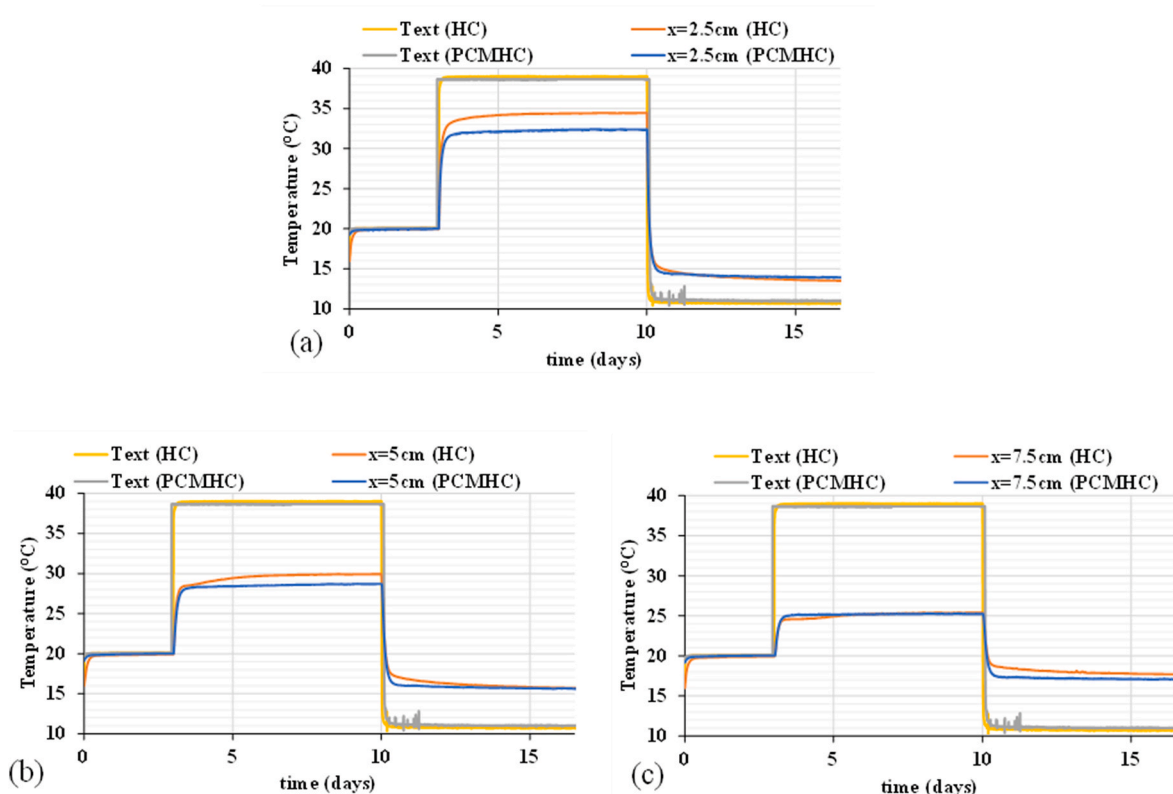 Text (HC) x=2.5cm (HC)
Text (PCMHC) x=2.5cm (PCMHC)
40
35
30
25
20
15
10
Temperature (°C)
0 5 10 15
time (days)
(a)
Text (HC) x=5cm (HC)
Text (PCMHC) x=5cm (PCMHC)
40
35
30
25
20
15
10
Temperature (°C)
0 5 10 15
time (days)
(b)
Text (HC) x=7.5cm (HC)
Text (PCMHC) x=7.5cm (PCMHC)
40
35
30
25
20
15
10
Temperature (°C)
0 5 10 15
time (days)
(c)